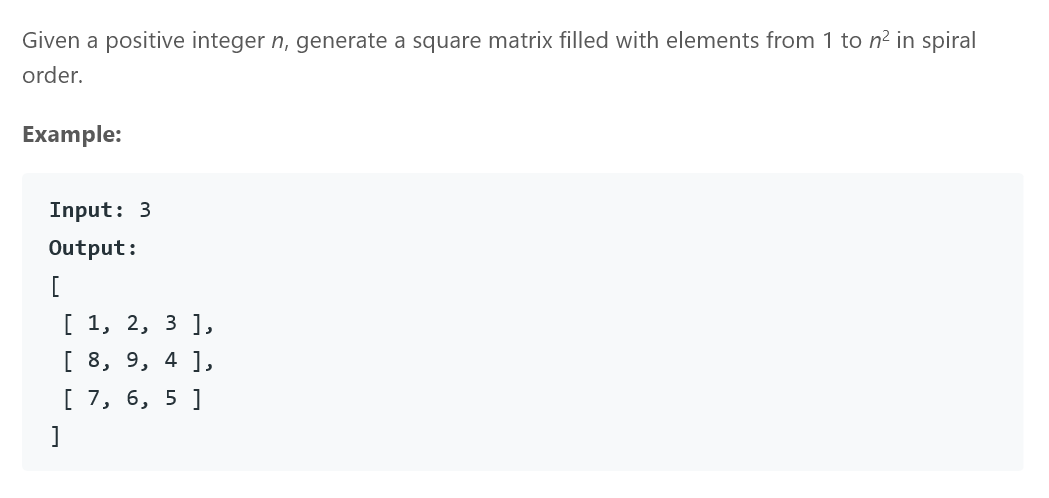 Given a positive integer n, generate a square matrix filled with elements from 1 to n² in spiral
order.
Example:
Input: 3
Output:
[
 [ 1, 2, 3 ],
 [ 8, 9, 4 ],
 [ 7, 6, 5 ]
]